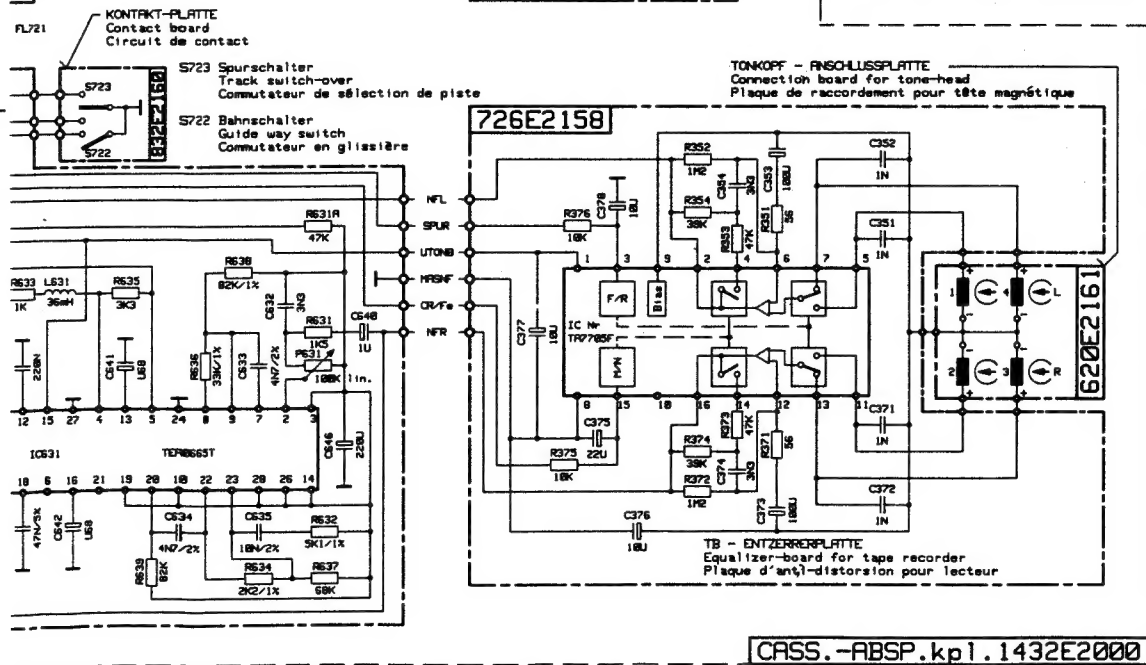 FL721
KONTAKT-PLATTE
Contact board
Circuit de contact
S723
S722
832E2160
S723 Spurschalter
Track switch-over
Commutateur de sélection de piste
S722 Bahnschalter
Guide way switch
Commutateur en glissière
TONKOPF - ANSCHLUSSPLATTE
Connection board for tone-head
Plaque de raccordement pour tête magnétique
726E2158
NFL
SPUR
UTONB
MASNF
CR/Fe
NFR
R631A
47K
R638
82K/1%
R633
1K
L631
36mH
R635
3K3
C632
3N3
R631
1K5
C640
1U
P631
100K lin.
R636
33K/1%
C633
4N7/2%
220N
C641
U68
12 15 27 4 13 5 24 8 9 7 2 3
IC631
TEA0665T
C646
220U
18 6 16 21 19 20 10 22 23 28 26 14
47N/5%
C642
U68
C634
4N7/2%
C635
10N/2%
R632
5K1/1%
R639
82K
R634
2K2/1%
R637
68K
R376
10K
C378
10U
R352
1M2
C354
3N3
R354
39K
R353
47K
C353
100U
R351
56
C352
1N
C351
1N
1 3 9 2 4 6 7 5
F/R
Bias
IC Nr
TA7705F
M/N
C377
10U
8 15 10 16 14 12 13 11
C375
22U
R375
10K
R374
39K
R373
47K
C374
3N3
R372
1M2
R371
56
C373
100U
C371
1N
C372
1N
C376
10U
1 4 L
2 3 R
620E2161
TB - ENTZERRERPLATTE
Equalizer-board for tape recorder
Plaque d'anti-distorsion pour lecteur
CASS.-ABSP.kpl.1432E2000